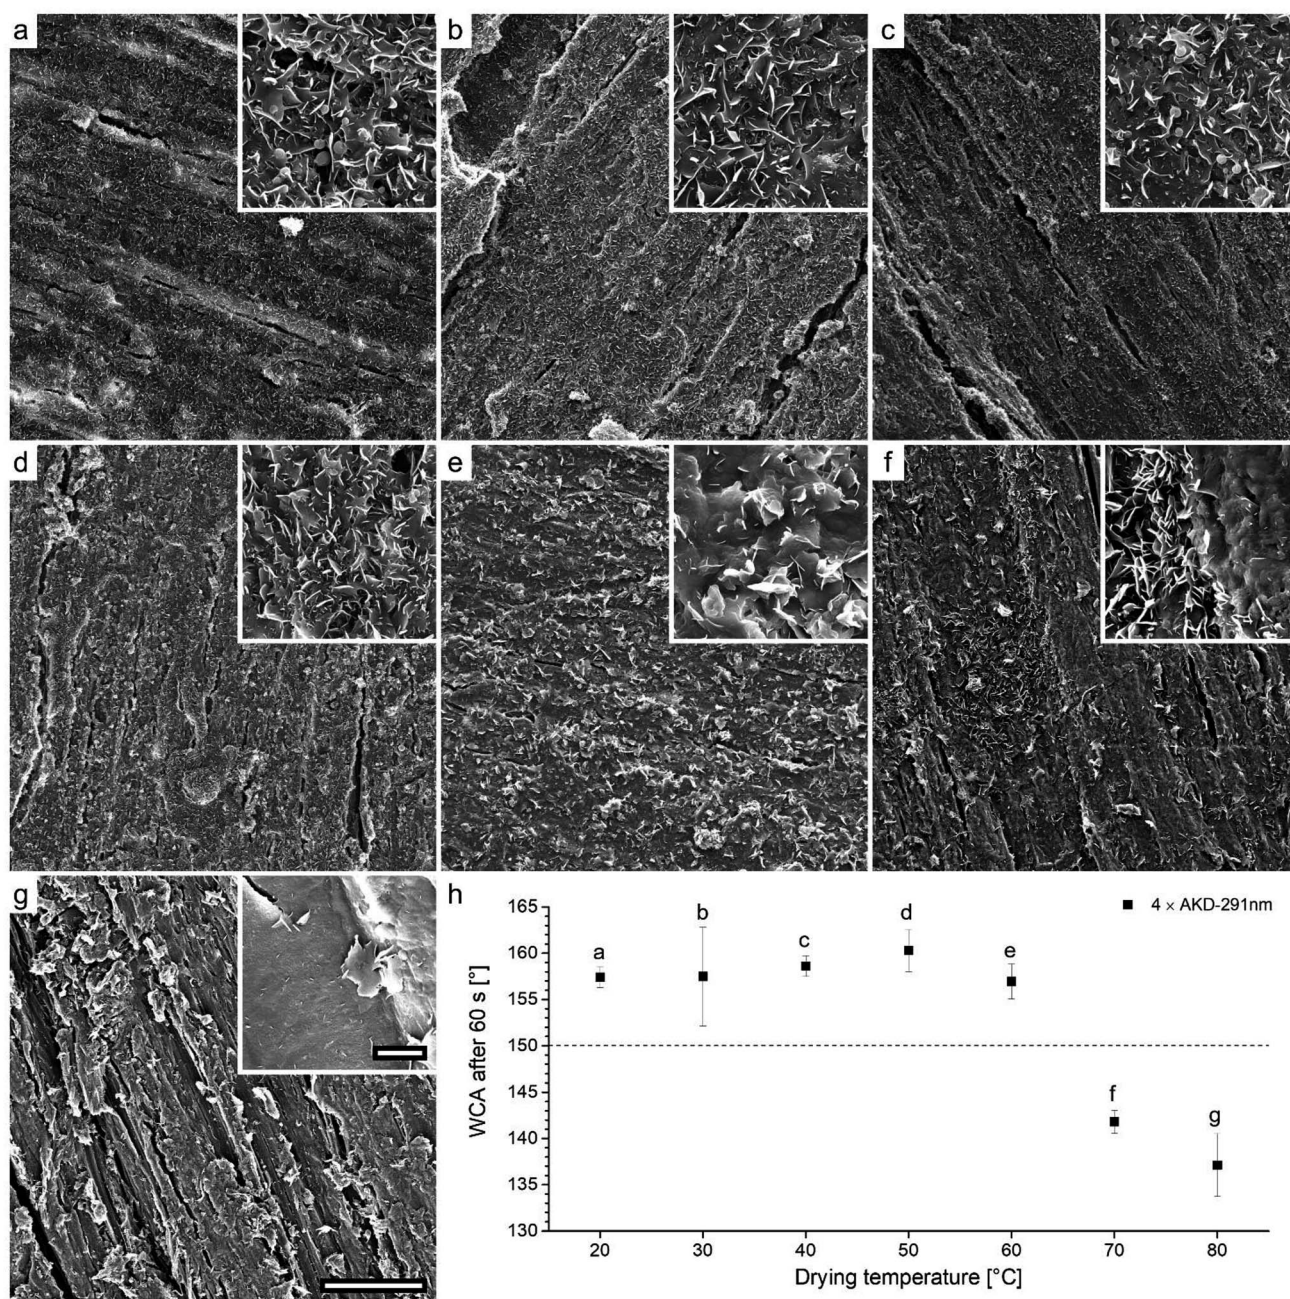 a
b
c
d
e
f
g
h
165
160
155
150
145
140
135
130
WCA after 60 s [°]
4 × AKD-291nm
a
b
c
d
e
f
g
20 30 40 50 60 70 80
Drying temperature [°C]